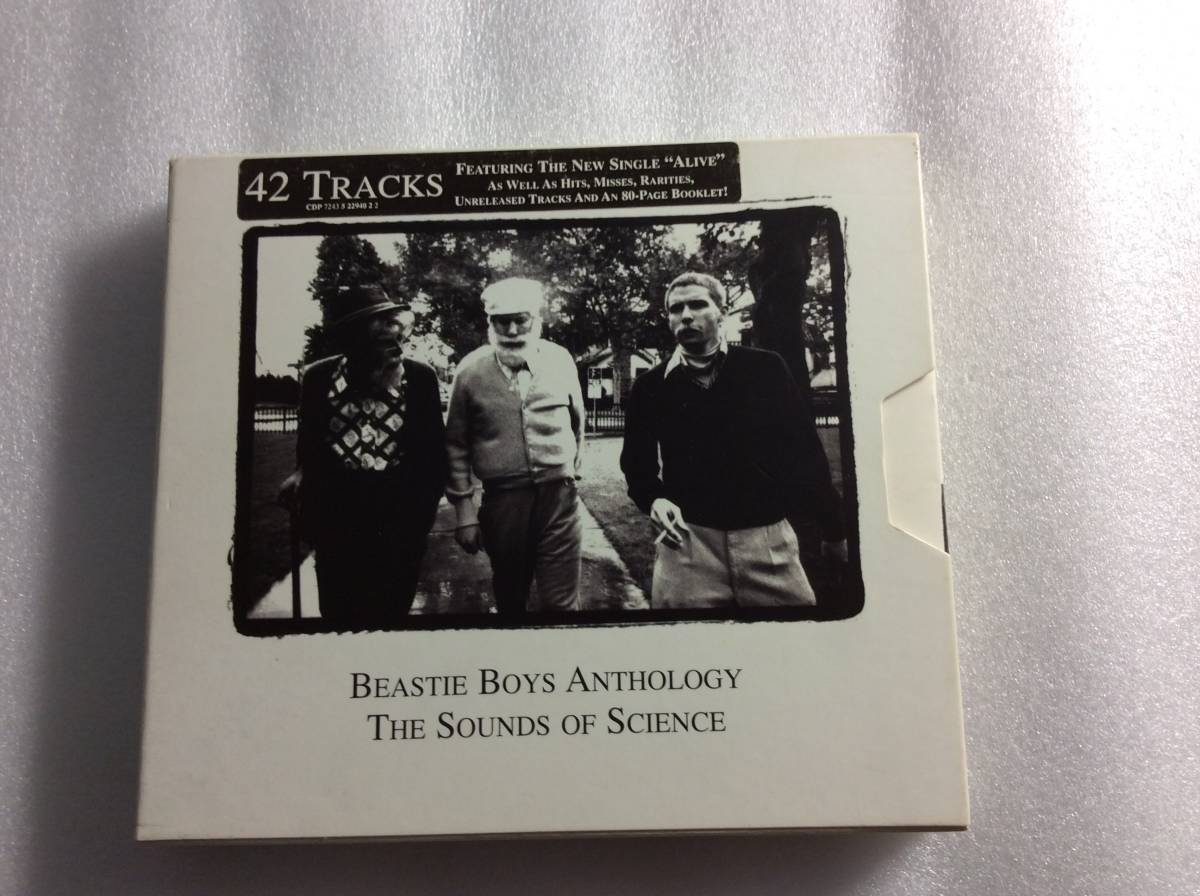 42 Tracks
CDP 7243 5 22940 2 2
Featuring The New Single “Alive”
As Well As Hits, Misses, Rarities,
Unreleased Tracks And An 80-Page Booklet!
Beastie Boys Anthology
The Sounds of Science